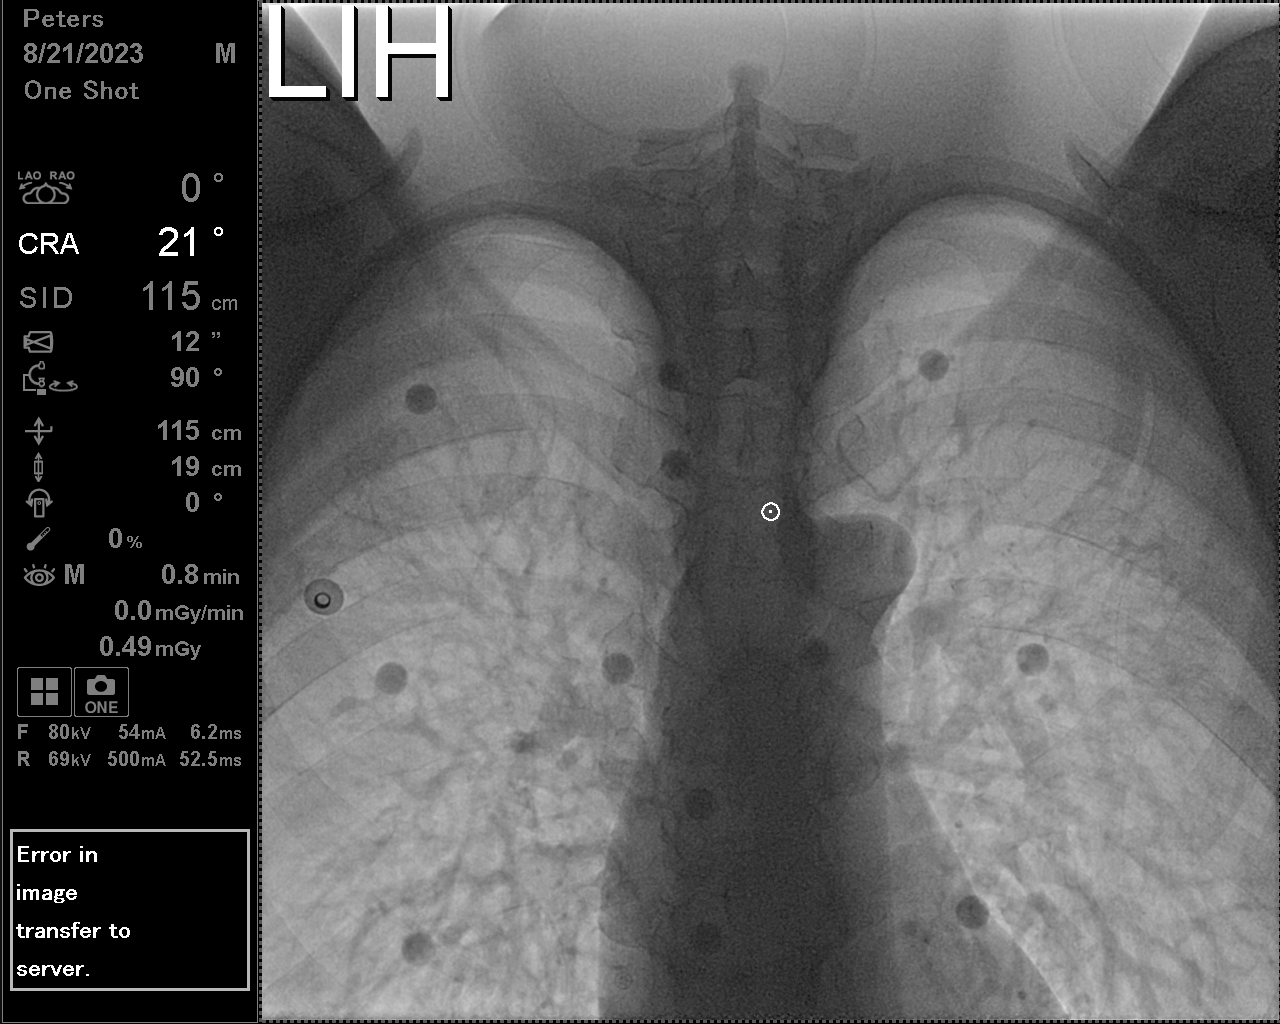 Peters
8/21/2023 M
One Shot
LIH
LAO RAO 0 °
CRA 21 °
SID 115 cm
12 ”
90 °
115 cm
19 cm
0 °
0 %
M 0.8 min
0.0 mGy/min
0.49 mGy
ONE
F 80kV 54mA 6.2ms
R 69kV 500mA 52.5ms
Error in
image
transfer to
server.